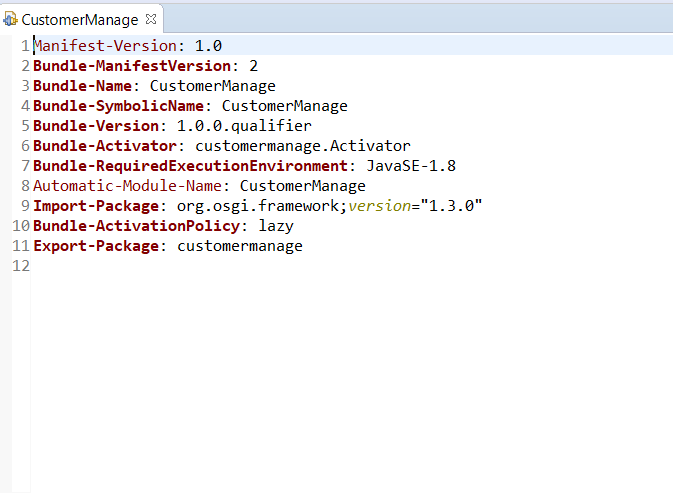 CustomerManage
1 Manifest-Version: 1.0
2 Bundle-ManifestVersion: 2
3 Bundle-Name: CustomerManage
4 Bundle-SymbolicName: CustomerManage
5 Bundle-Version: 1.0.0.qualifier
6 Bundle-Activator: customermanage.Activator
7 Bundle-RequiredExecutionEnvironment: JavaSE-1.8
8 Automatic-Module-Name: CustomerManage
9 Import-Package: org.osgi.framework;version="1.3.0"
10 Bundle-ActivationPolicy: lazy
11 Export-Package: customermanage
12